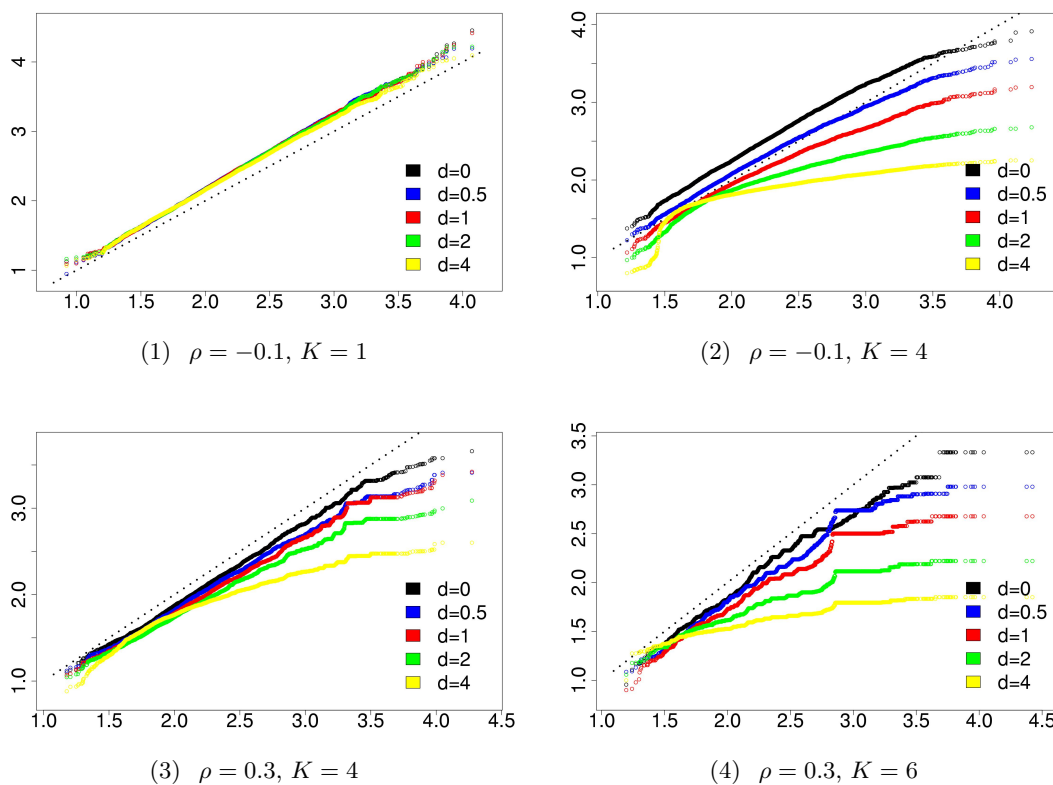 4
3
2
1
d=0
d=0.5
d=1
d=2
d=4
1.0 1.5 2.0 2.5 3.0 3.5 4.0
(1) ρ = −0.1, K = 1
4.0
3.0
2.0
1.0
d=0
d=0.5
d=1
d=2
d=4
1.0 1.5 2.0 2.5 3.0 3.5 4.0
(2) ρ = −0.1, K = 4
3.0
2.0
1.0
d=0
d=0.5
d=1
d=2
d=4
1.0 1.5 2.0 2.5 3.0 3.5 4.0 4.5
(3) ρ = 0.3, K = 4
3.5
3.0
2.5
2.0
1.5
1.0
d=0
d=0.5
d=1
d=2
d=4
1.0 1.5 2.0 2.5 3.0 3.5 4.0 4.5
(4) ρ = 0.3, K = 6